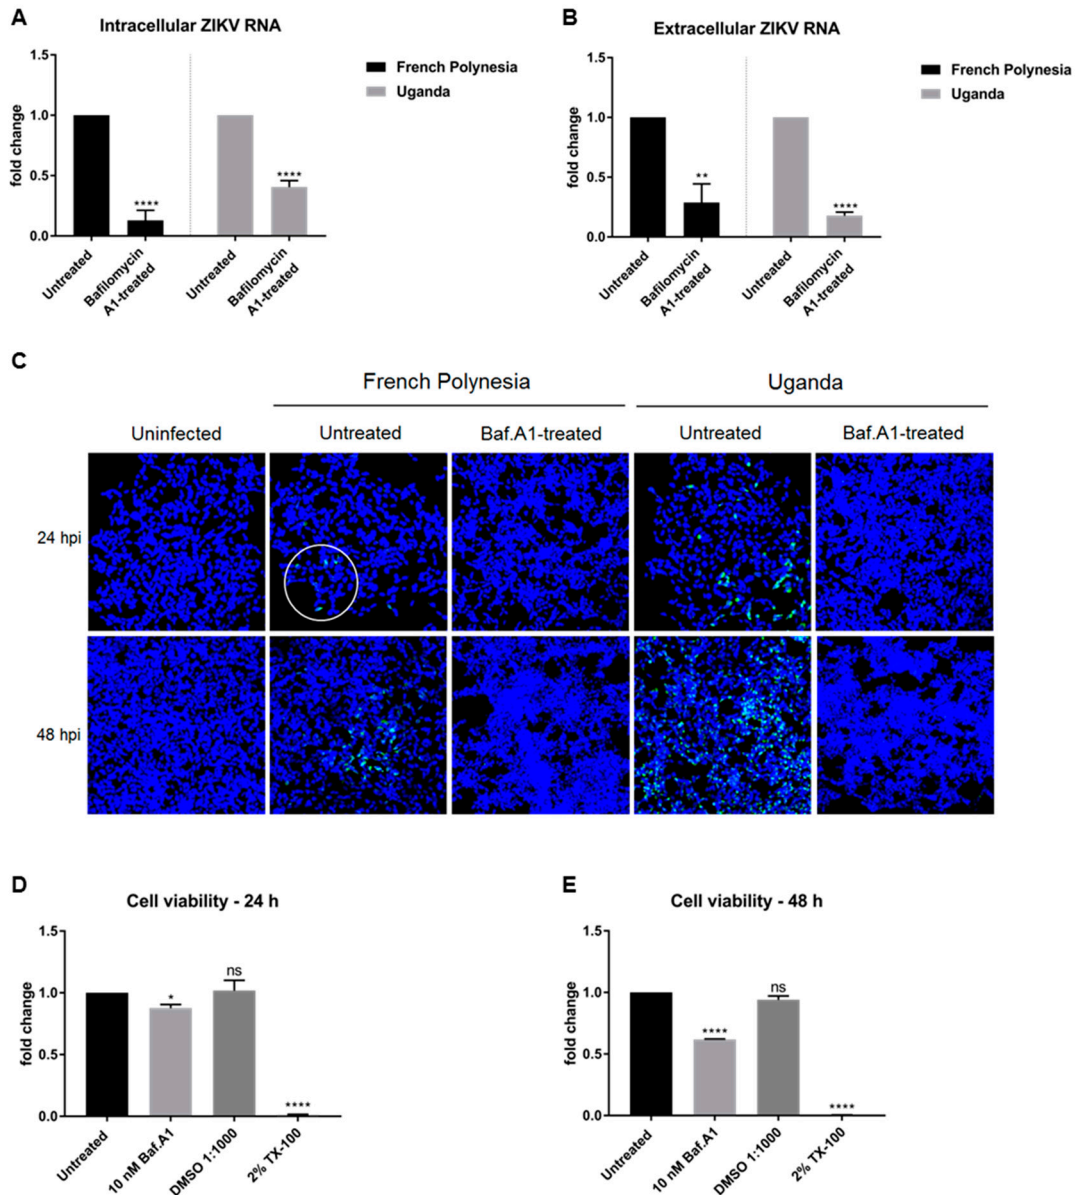 A
Intracellular ZIKV RNA
fold change
1.5
1.0
0.5
0.0
****
****
Untreated
Bafilomycin
A1-treated
Untreated
Bafilomycin
A1-treated
French Polynesia
Uganda
B
Extracellular ZIKV RNA
fold change
1.5
1.0
0.5
0.0
**
****
Untreated
Bafilomycin
A1-treated
Untreated
Bafilomycin
A1-treated
French Polynesia
Uganda
C
French Polynesia
Uganda
Uninfected
Untreated
Baf.A1-treated
Untreated
Baf.A1-treated
24 hpi
48 hpi
D
Cell viability - 24 h
fold change
1.5
1.0
0.5
0.0
*
ns
****
Untreated
10 nM Baf.A1
DMSO 1:1000
2% TX-100
E
Cell viability - 48 h
fold change
1.5
1.0
0.5
0.0
****
ns
****
Untreated
10 nM Baf.A1
DMSO 1:1000
2% TX-100